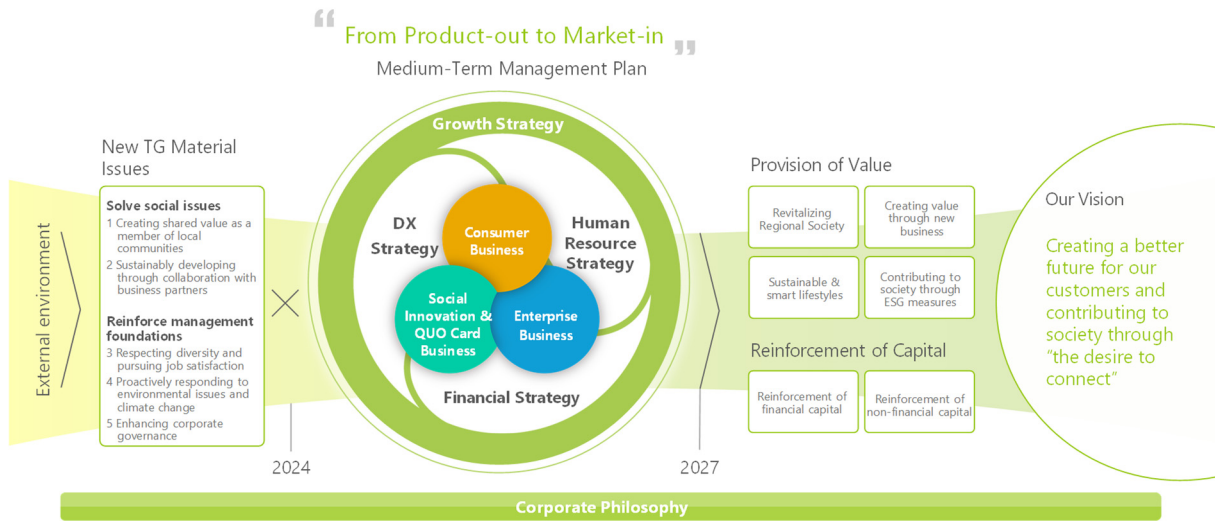 “ From Product-out to Market-in ”
Medium-Term Management Plan
External environment
New TG Material
Issues
Solve social issues
1 Creating shared value as a
member of local
communities
2 Sustainably developing
through collaboration with
business partners
Reinforce management
foundations
3 Respecting diversity and
pursuing job satisfaction
4 Proactively responding to
environmental issues and
climate change
5 Enhancing corporate
governance
2024
Growth Strategy
DX
Strategy
Human
Resource
Strategy
Consumer
Business
Social
Innovation &
QUO Card
Business
Enterprise
Business
Financial Strategy
2027
Provision of Value
Revitalizing
Regional Society
Creating value
through new
business
Sustainable &
smart lifestyles
Contributing to
society through
ESG measures
Reinforcement of Capital
Reinforcement of
financial capital
Reinforcement of
non-financial capital
Our Vision
Creating a better
future for our
customers and
contributing to
society through
“the desire to
connect”
Corporate Philosophy